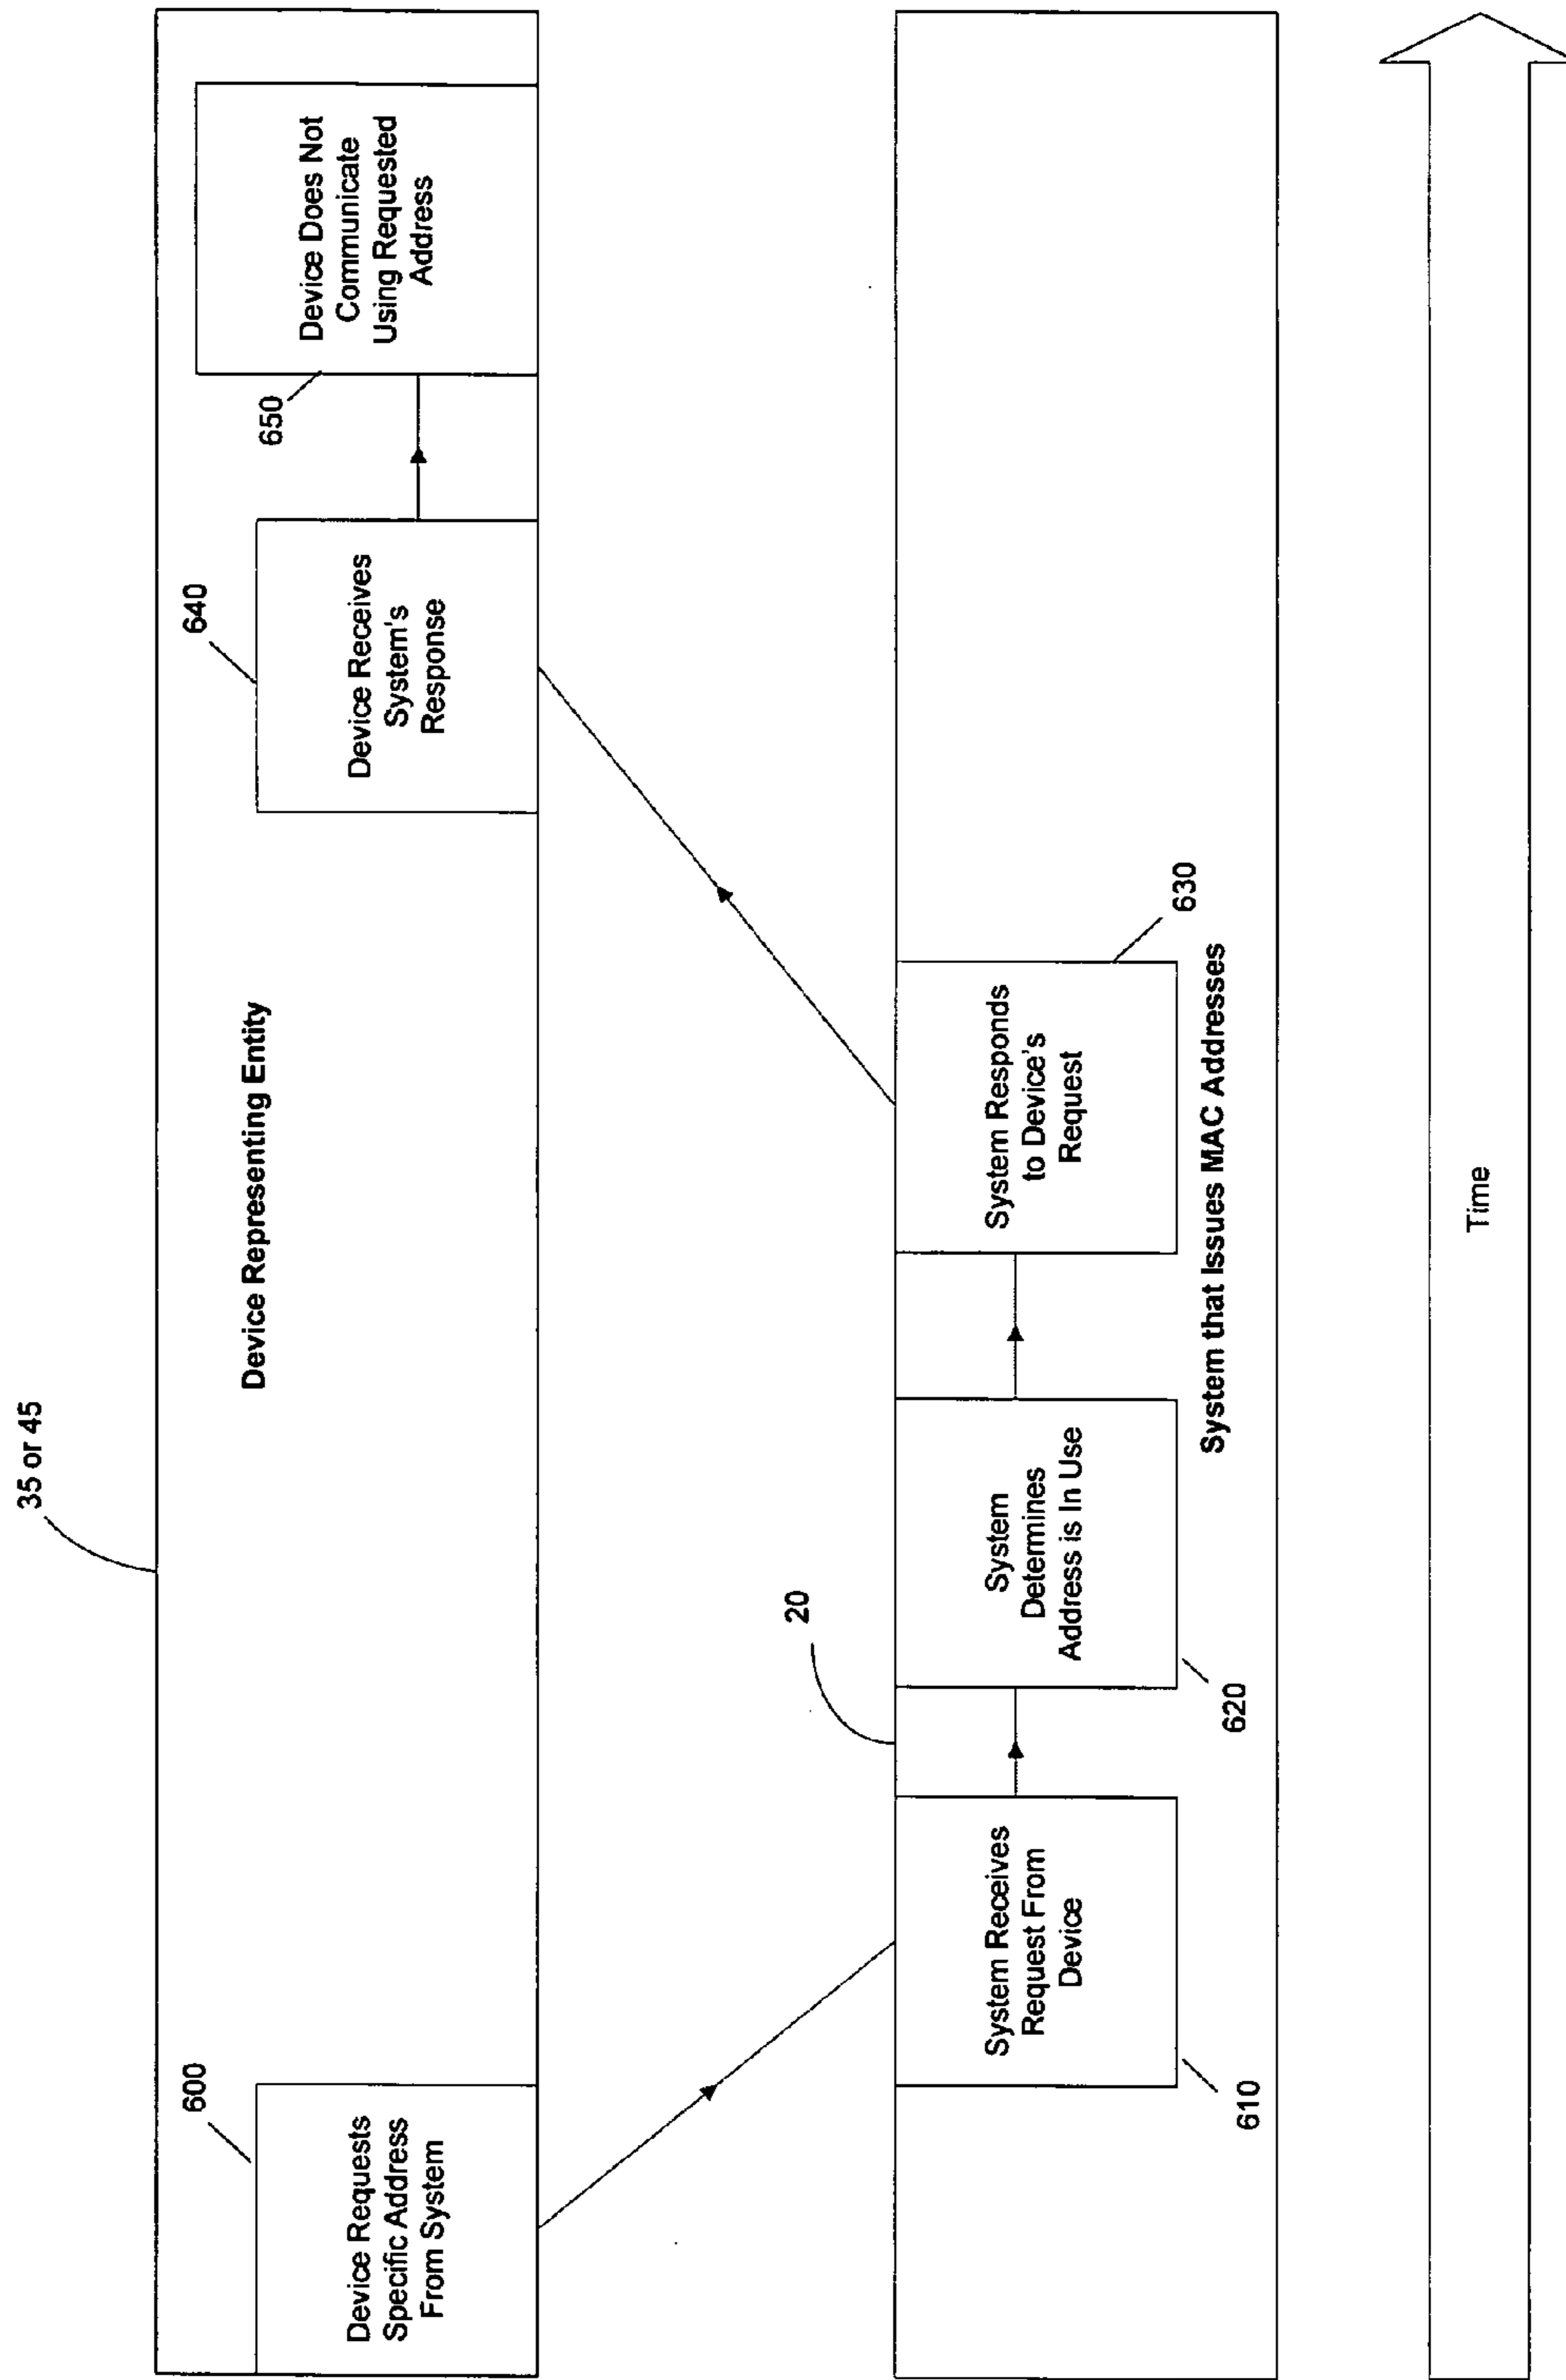 35 or 45
Device Representing Entity
600
Device Requests
Specific Address
From System
640
Device Receives
System's
Response
650
Device Does Not
Communicate
Using Requested
Address
20
System Receives
Request From
Device
610
System
Determines
Address is In Use
620
System Responds
to Device's
Request
630
System that Issues MAC Addresses
Time